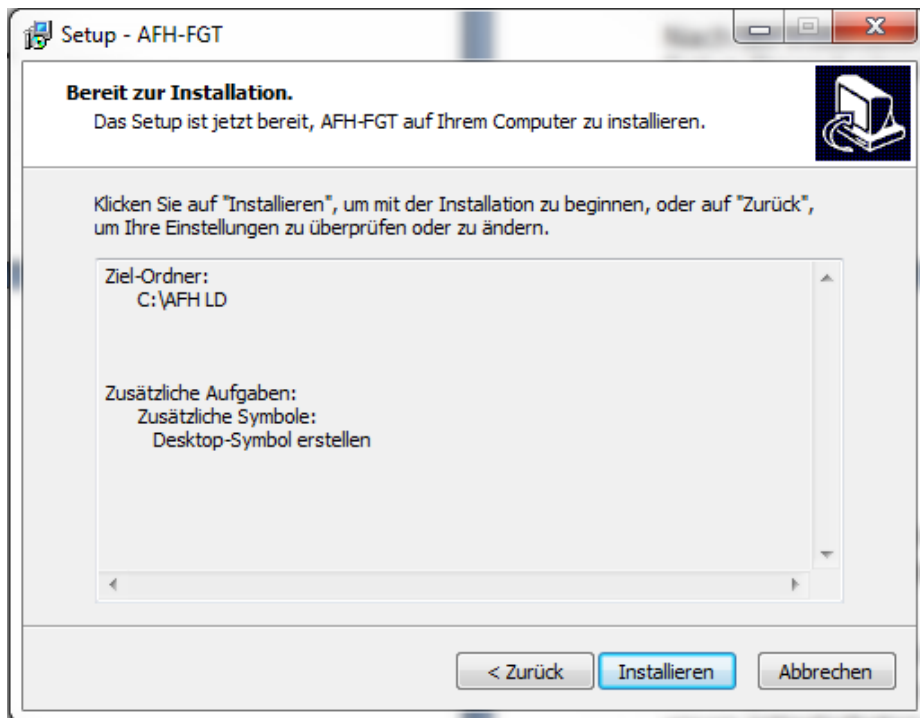 Setup - AFH-FGT
Bereit zur Installation.
Das Setup ist jetzt bereit, AFH-FGT auf Ihrem Computer zu installieren.
Klicken Sie auf "Installieren", um mit der Installation zu beginnen, oder auf "Zurück",
um Ihre Einstellungen zu überprüfen oder zu ändern.
Ziel-Ordner:
C:\AFH LD
Zusätzliche Aufgaben:
Zusätzliche Symbole:
Desktop-Symbol erstellen
< Zurück
Installieren
Abbrechen